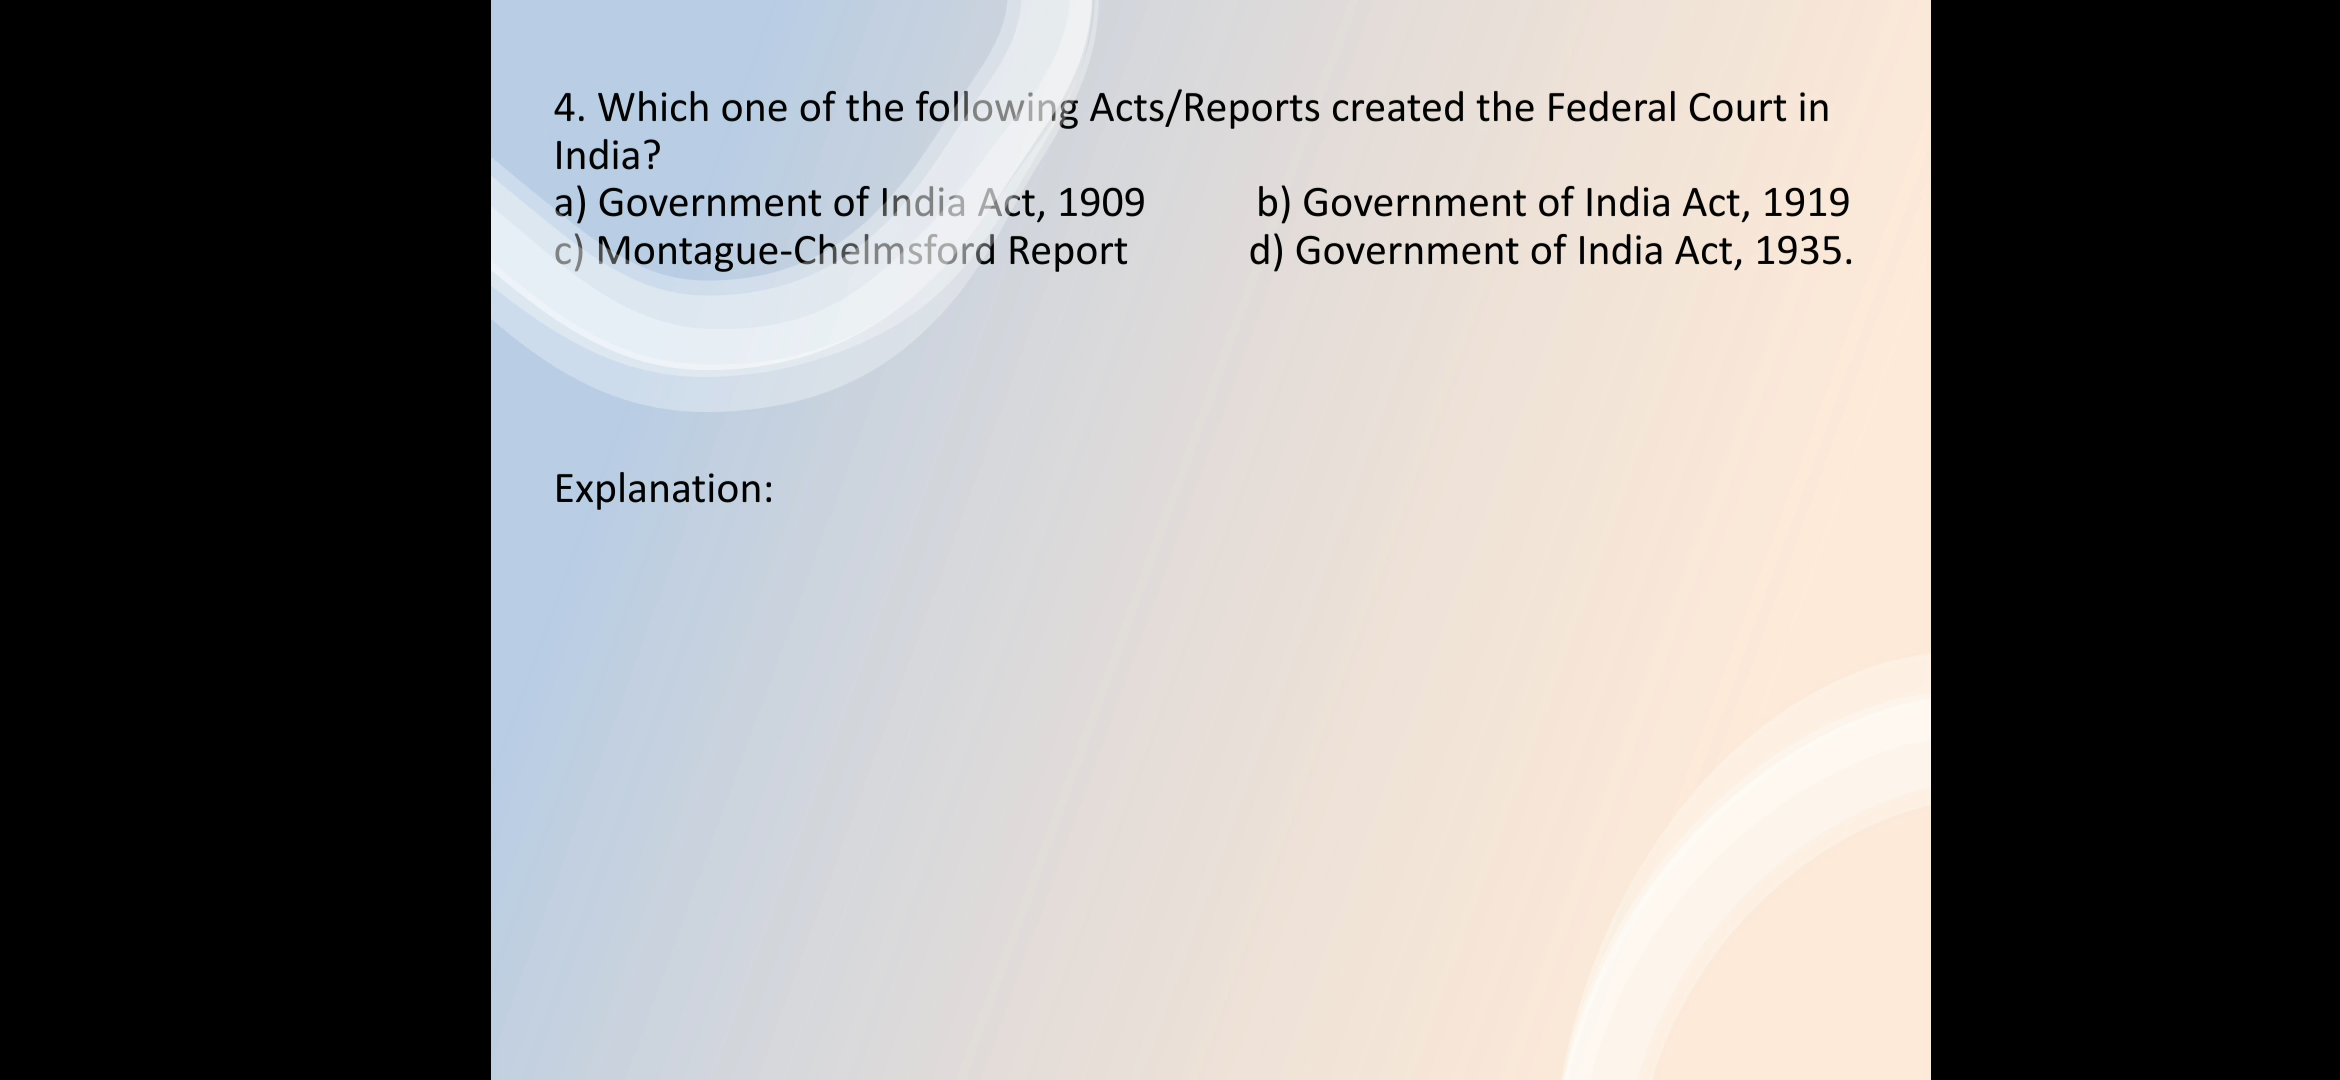 4. Which one of the following Acts/Reports created the Federal Court in
India?
a) Government of India Act, 1909 b) Government of India Act, 1919
c) Montague-Chelmsford Report d) Government of India Act, 1935.
Explanation: